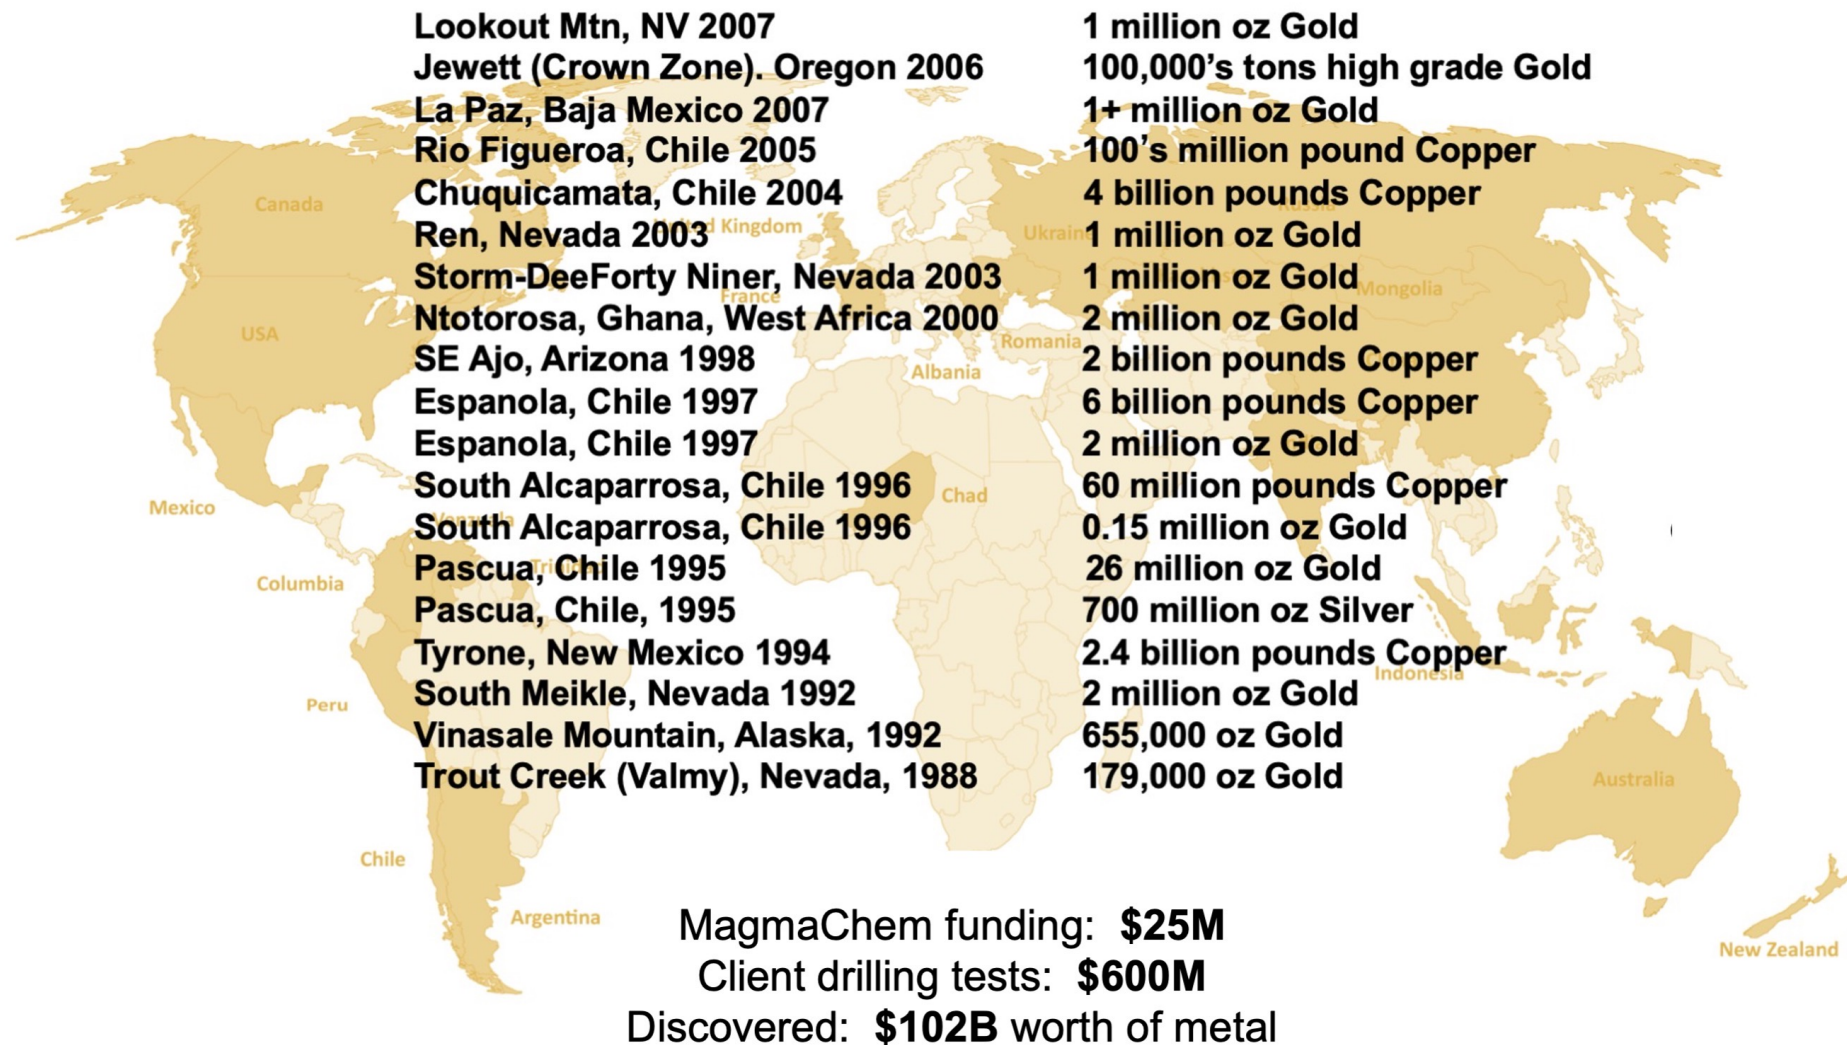 Lookout Mtn, NV 2007 1 million oz Gold
Jewett (Crown Zone). Oregon 2006 100,000's tons high grade Gold
La Paz, Baja Mexico 2007 1+ million oz Gold
Rio Figueroa, Chile 2005 100's million pound Copper
Chuquicamata, Chile 2004 4 billion pounds Copper
Ren, Nevada 2003 1 million oz Gold
Storm-DeeForty Niner, Nevada 2003 1 million oz Gold
Ntotorosa, Ghana, West Africa 2000 2 million oz Gold
SE Ajo, Arizona 1998 2 billion pounds Copper
Espanola, Chile 1997 6 billion pounds Copper
Espanola, Chile 1997 2 million oz Gold
South Alcaparrosa, Chile 1996 60 million pounds Copper
South Alcaparrosa, Chile 1996 0.15 million oz Gold
Pascua, Chile 1995 26 million oz Gold
Pascua, Chile, 1995 700 million oz Silver
Tyrone, New Mexico 1994 2.4 billion pounds Copper
South Meikle, Nevada 1992 2 million oz Gold
Vinasale Mountain, Alaska, 1992 655,000 oz Gold
Trout Creek (Valmy), Nevada, 1988 179,000 oz Gold
Canada
Kingdom
Russia
Ukraine
France
Mongolia
USA
Romania
Albania
Mexico
Chad
Venezuela
Columbia
Indonesia
Peru
Australia
Chile
Argentina
New Zealand
MagmaChem funding: $25M
Client drilling tests: $600M
Discovered: $102B worth of metal